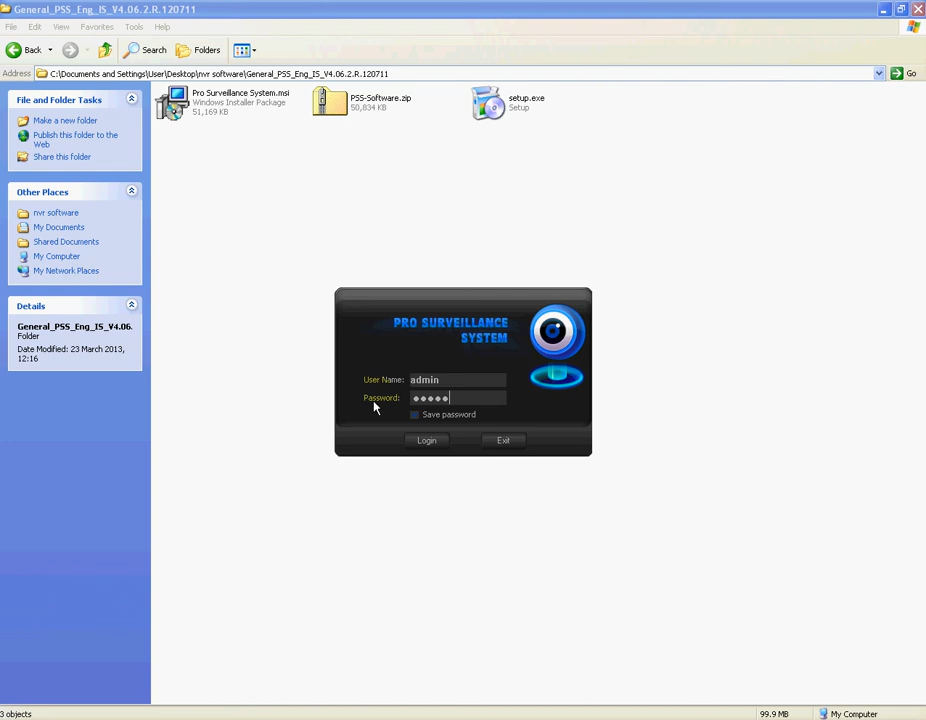 General_PSS_Eng_IS_V4.06.2.R.120711
File Edit View Favorites Tools Help
Back Search Folders
Address C:\Documents and Settings\User\Desktop\nvr software\General_PSS_Eng_IS_V4.06.2.R.120711 Go
File and Folder Tasks
Make a new folder
Publish this folder to the
Web
Share this folder
Other Places
nvr software
My Documents
Shared Documents
My Computer
My Network Places
Details
General_PSS_Eng_IS_V4.06.
Folder
Date Modified: 23 March 2013,
12:16
Pro Surveillance System.msi
Windows Installer Package
51,169 KB
PSS-Software.zip
50,834 KB
setup.exe
Setup
PRO SURVEILLANCE
SYSTEM
User Name: admin
Password: ●●●●●
Save password
Login Exit
3 objects 99.9 MB My Computer